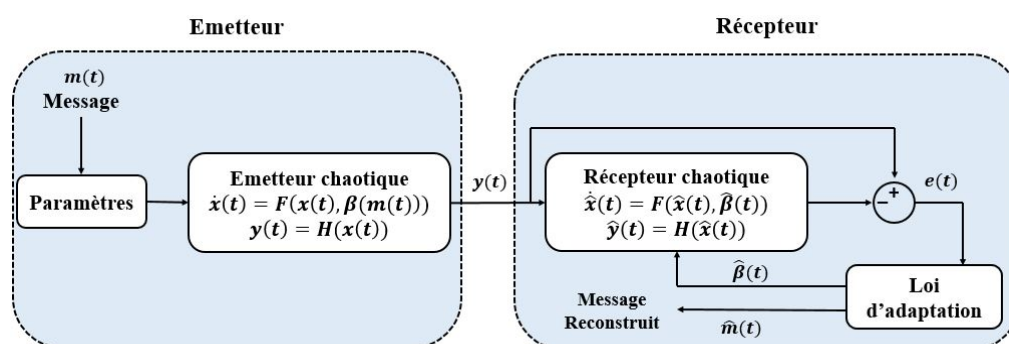 Emetteur
Récepteur
m(t)
Message
Paramètres
Emetteur chaotique
ẋ(t) = F(x(t), β(m(t)))
y(t) = H(x(t))
y(t)
Récepteur chaotique
x̂̇(t) = F(x̂(t), β̂(t))
ŷ(t) = H(x̂(t))
− +
e(t)
β̂(t)
Loi
d'adaptation
Message
Reconstruit
m̂(t)